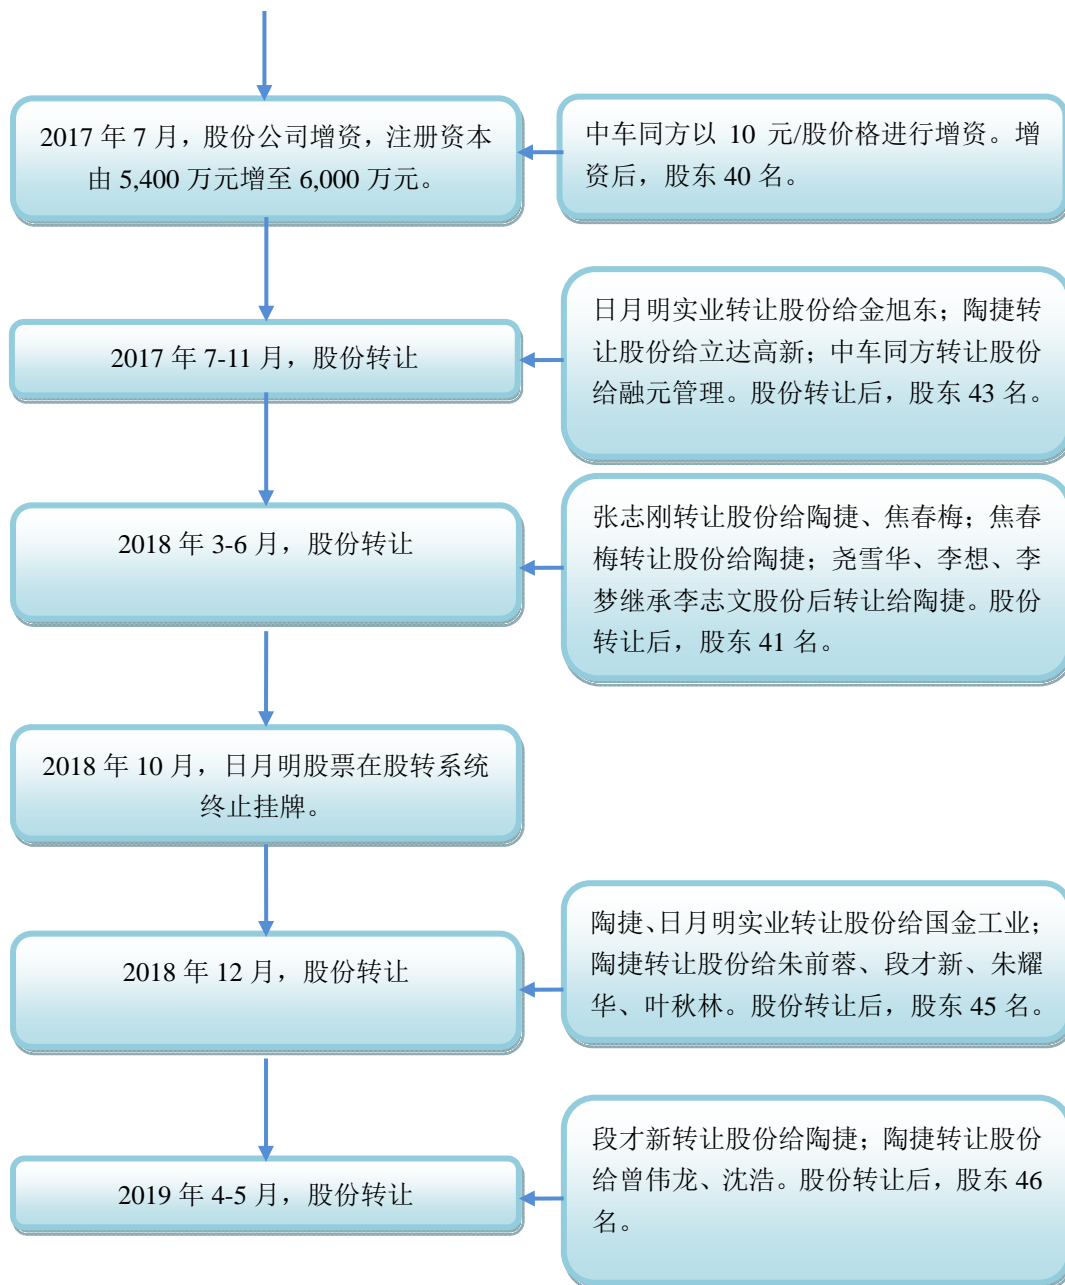 2017 年 7 月，股份公司增资，注册资本
由 5,400 万元增至 6,000 万元。
中车同方以 10 元/股价格进行增资。增
资后，股东 40 名。
2017 年 7-11 月，股份转让
日月明实业转让股份给金旭东；陶捷转
让股份给立达高新；中车同方转让股份
给融元管理。股份转让后，股东 43 名。
2018 年 3-6 月，股份转让
张志刚转让股份给陶捷、焦春梅；焦春
梅转让股份给陶捷；尧雪华、李想、李
梦继承李志文股份后转让给陶捷。股份
转让后，股东 41 名。
2018 年 10 月，日月明股票在股转系统
终止挂牌。
2018 年 12 月，股份转让
陶捷、日月明实业转让股份给国金工业；
陶捷转让股份给朱前蓉、段才新、朱耀
华、叶秋林。股份转让后，股东 45 名。
2019 年 4-5 月，股份转让
段才新转让股份给陶捷；陶捷转让股份
给曾伟龙、沈浩。股份转让后，股东 46
名。